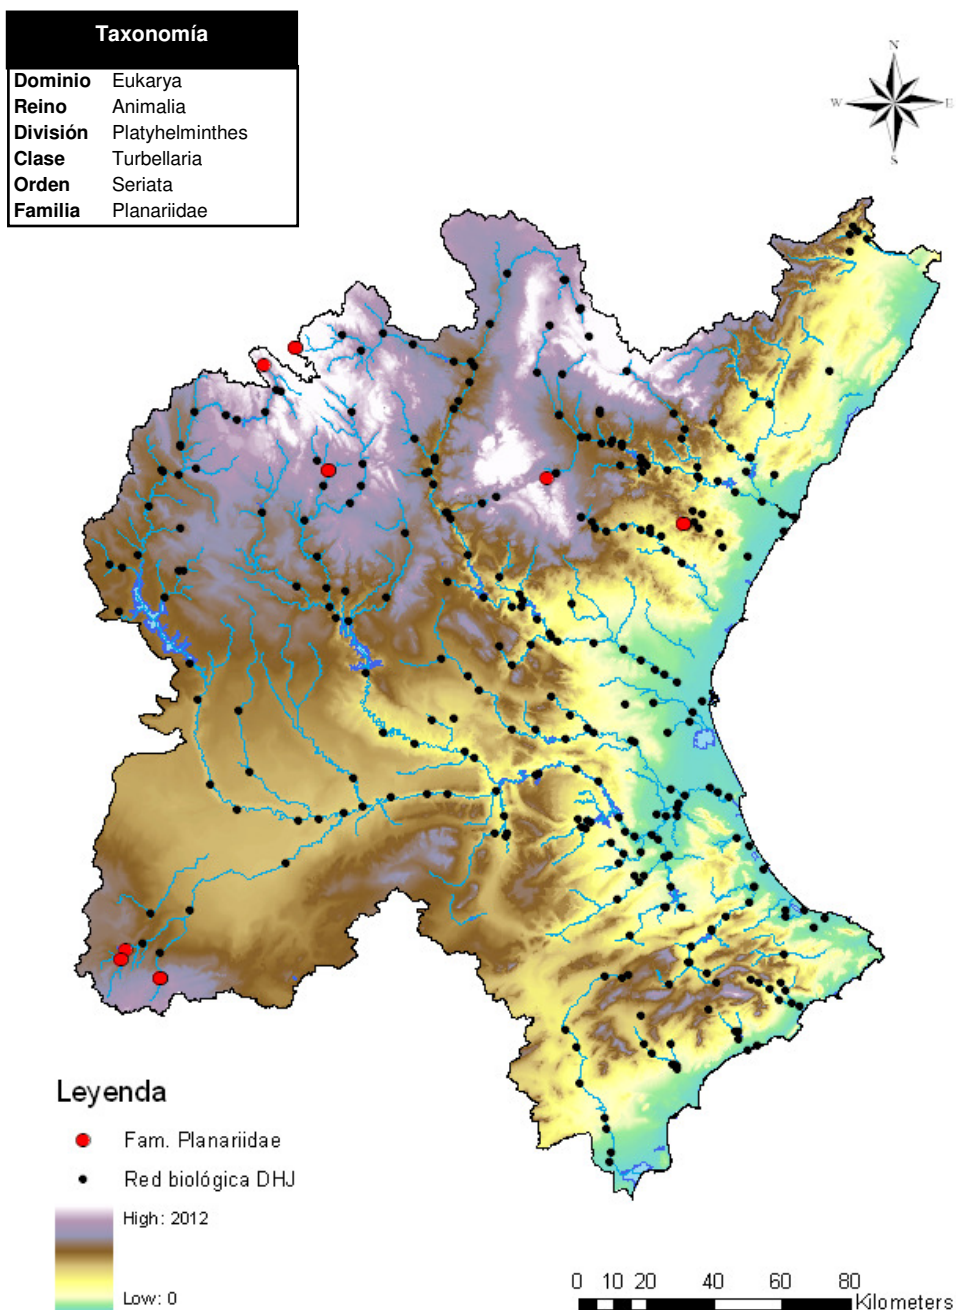 Taxonomía
Dominio Eukarya
Reino Animalia
División Platyhelminthes
Clase Turbellaria
Orden Seriata
Familia Planariidae
N
W E
S
Leyenda
Fam. Planariidae
Red biológica DHJ
High: 2012
Low: 0
0 10 20 40 60 80
Kilometers